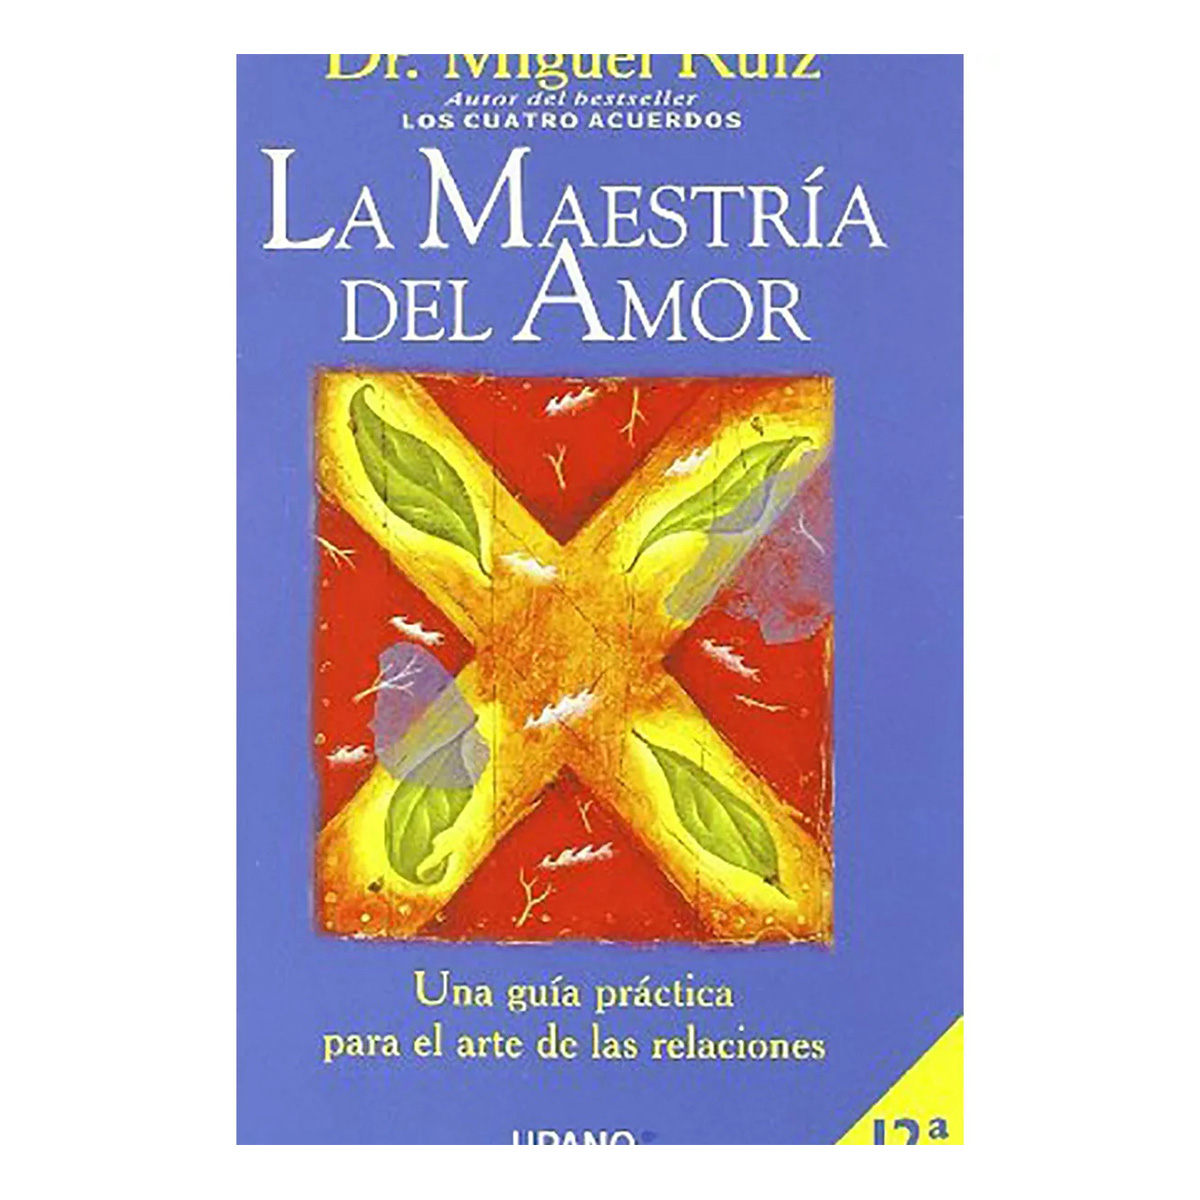 Dr. Miguel Ruiz
Autor del bestseller
LOS CUATRO ACUERDOS
LA MAESTRÍA
DEL AMOR
Una guía práctica
para el arte de las relaciones
URANO
12ª